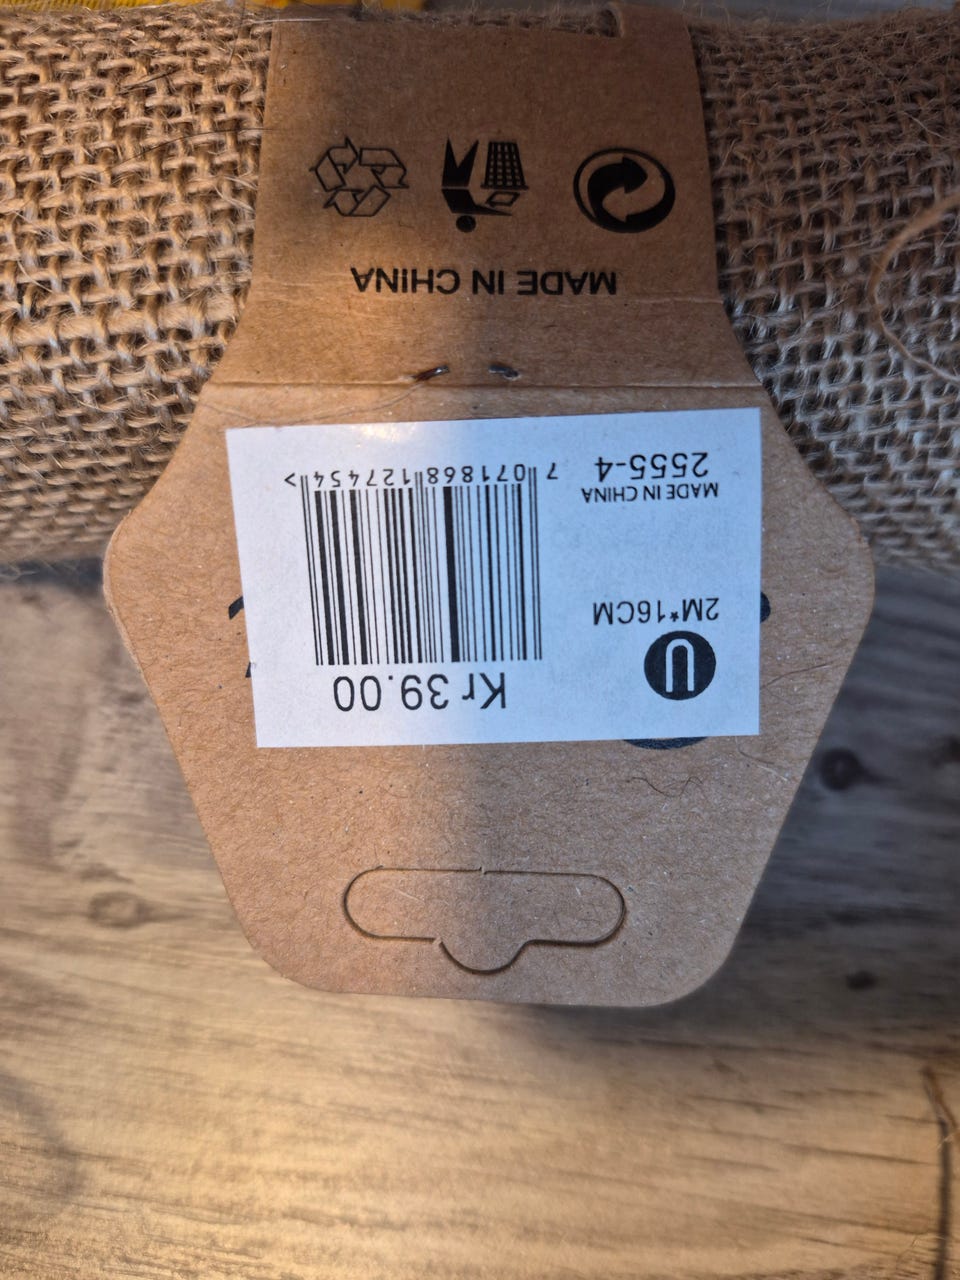 Kr 39.00
7 071868 127454 >
2M*16CM
MADE IN CHINA
2555-4
MADE IN CHINA